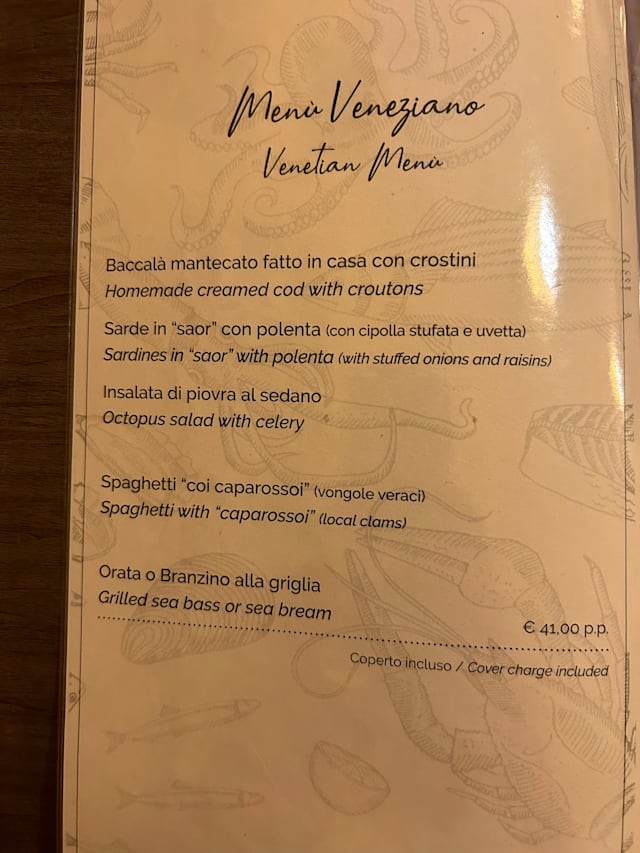 Menù Veneziano
Venetian Menù
Baccalà mantecato fatto in casa con crostini
Homemade creamed cod with croutons
Sarde in “saor” con polenta (con cipolla stufata e uvetta)
Sardines in “saor” with polenta (with stuffed onions and raisins)
Insalata di piovra al sedano
Octopus salad with celery
Spaghetti “coi caparossoi” (vongole veraci)
Spaghetti with “caparossoi” (local clams)
Orata o Branzino alla griglia
Grilled sea bass or sea bream
€ 41,00 p.p.
Coperto incluso / Cover charge included